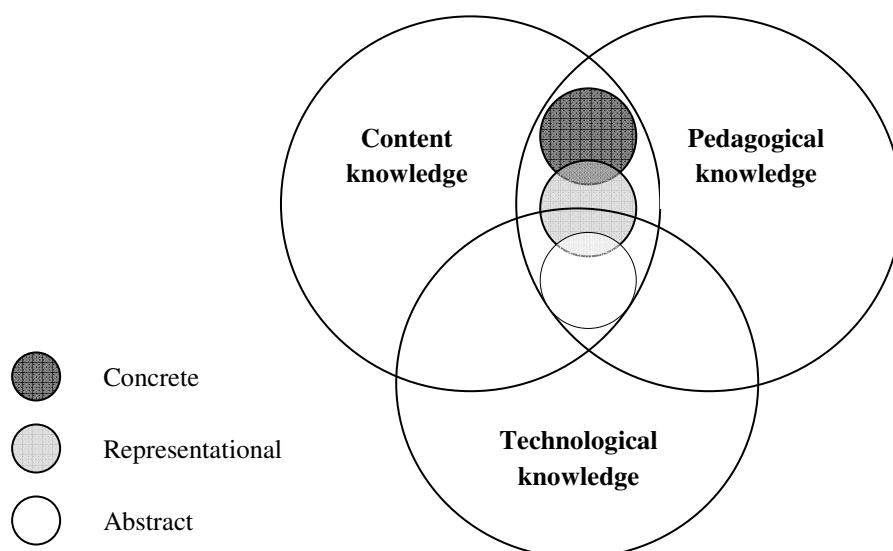 Content
knowledge
Pedagogical
knowledge
Technological
knowledge
Concrete
Representational
Abstract